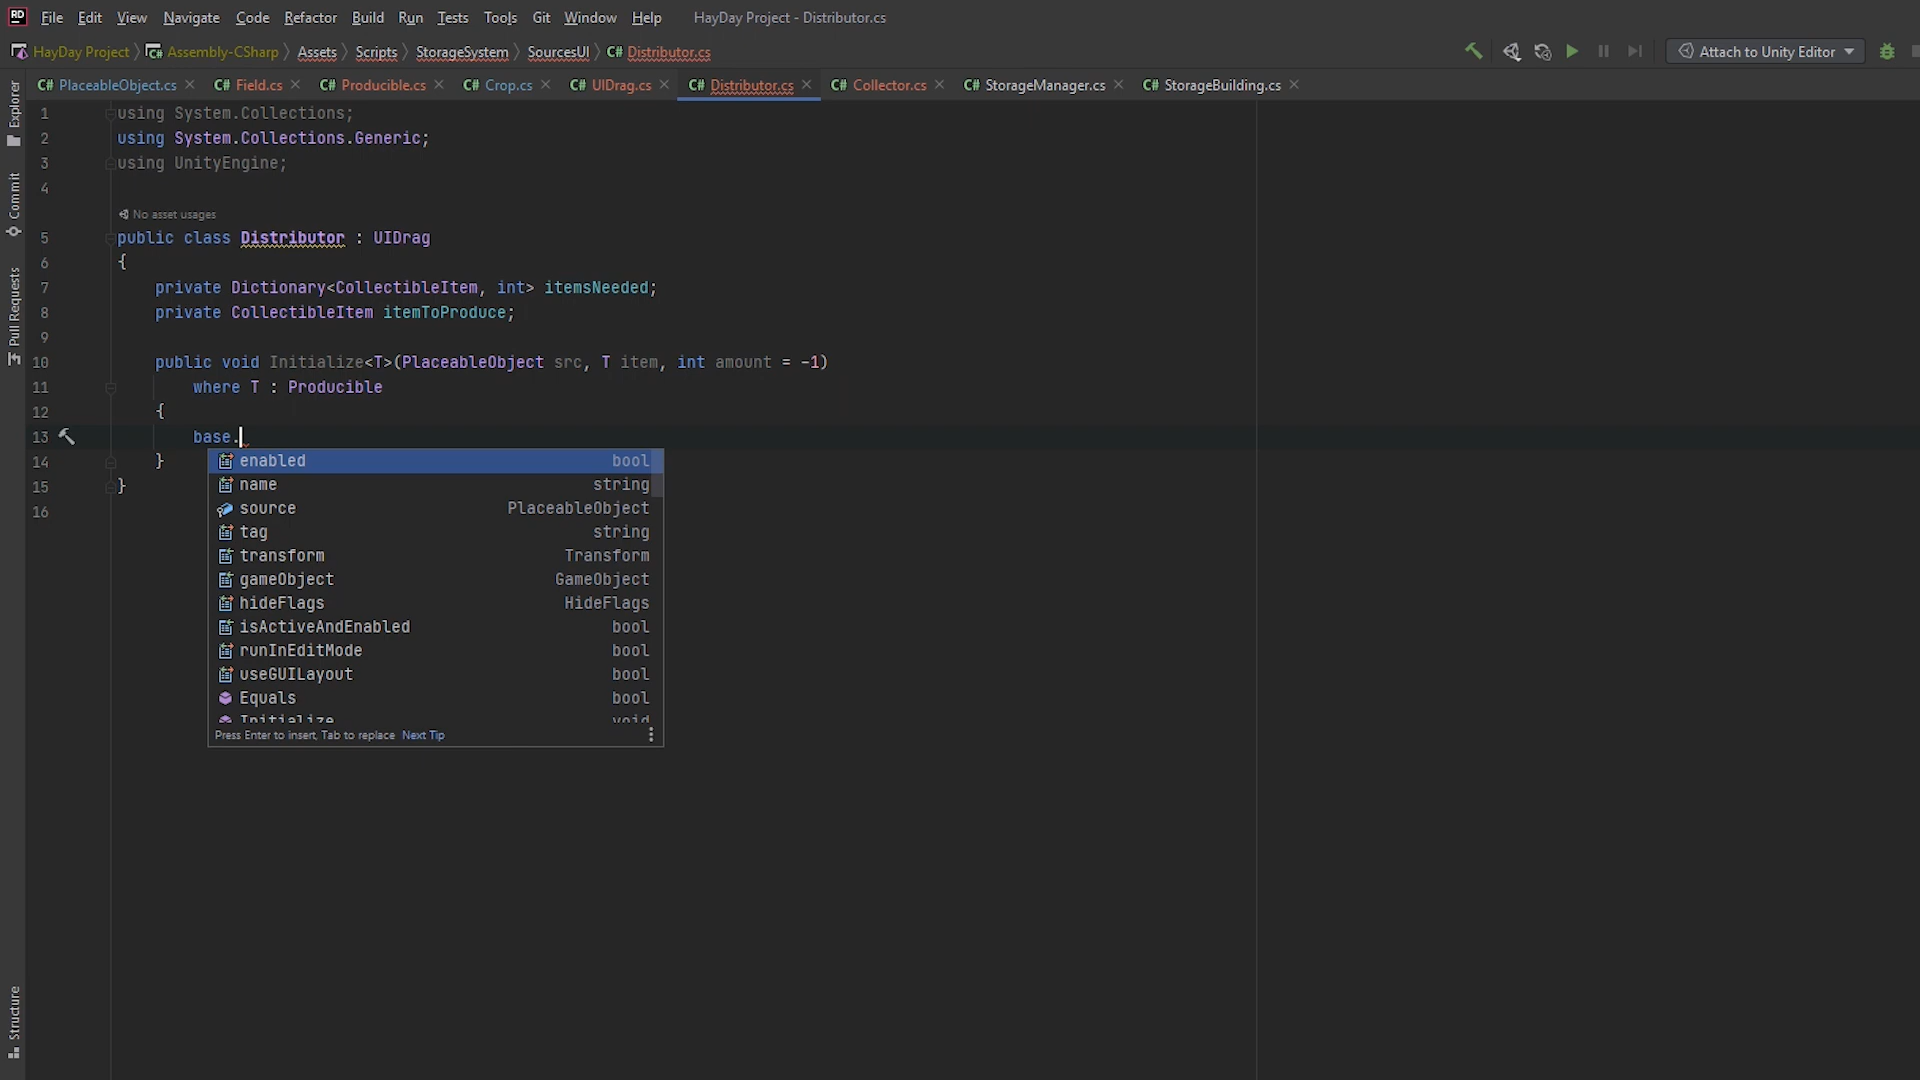 RD File Edit View Navigate Code Refactor Build Run Tests Tools Git Window Help HayDay Project - Distributor.cs
HayDay Project Assembly-CSharp Assets Scripts StorageSystem SourcesUI C# Distributor.cs Attach to Unity Editor
C# PlaceableObject.cs C# Field.cs C# Producible.cs C# Crop.cs C# UIDrag.cs C# Distributor.cs C# Collector.cs C# StorageManager.cs C# StorageBuilding.cs
Explorer
Commit
Pull Requests
Structure
1 using System.Collections;
2 using System.Collections.Generic;
3 using UnityEngine;
4
No asset usages
5 public class Distributor : UIDrag
6 {
7 private Dictionary<CollectibleItem, int> itemsNeeded;
8 private CollectibleItem itemToProduce;
9
10 public void Initialize<T>(PlaceableObject src, T item, int amount = -1)
11 where T : Producible
12 {
13 base.
14 }
15 }
16
enabled bool
name string
source PlaceableObject
tag string
transform Transform
gameObject GameObject
hideFlags HideFlags
isActiveAndEnabled bool
runInEditMode bool
useGUILayout bool
Equals bool
Initialize void
Press Enter to insert, Tab to replace Next Tip